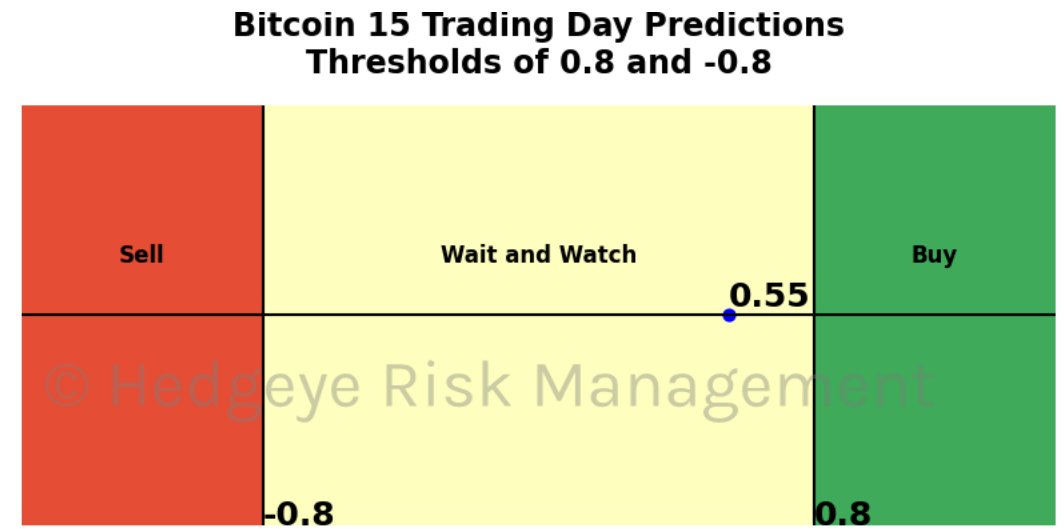 Bitcoin 15 Trading Day Predictions
Thresholds of 0.8 and -0.8
Sell
Wait and Watch
Buy
0.55
© Hedgeye Risk Management
-0.8
0.8